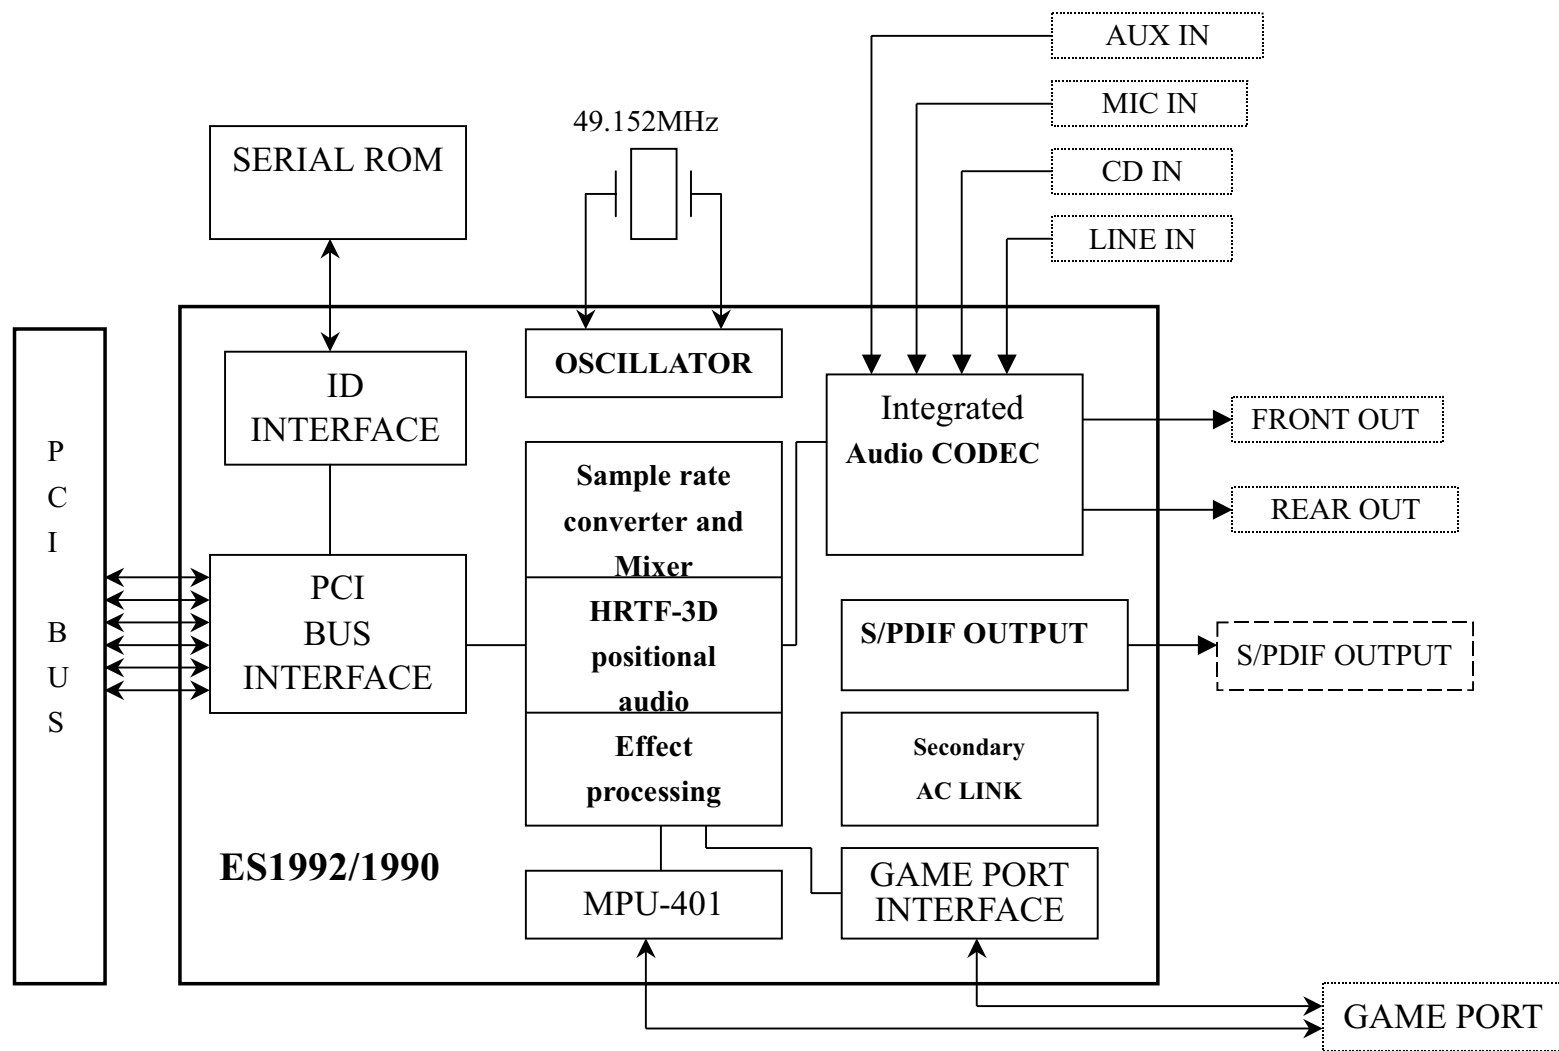 AUX IN
MIC IN
49.152MHz
SERIAL ROM
CD IN
LINE IN
OSCILLATOR
ID
INTERFACE
Integrated
Audio CODEC
FRONT OUT
REAR OUT
P
C
I
B
U
S
Sample rate
converter and
Mixer
PCI
BUS
INTERFACE
HRTF-3D
positional
audio
S/PDIF OUTPUT
S/PDIF OUTPUT
Effect
processing
Secondary
AC LINK
ES1992/1990
MPU-401
GAME PORT
INTERFACE
GAME PORT